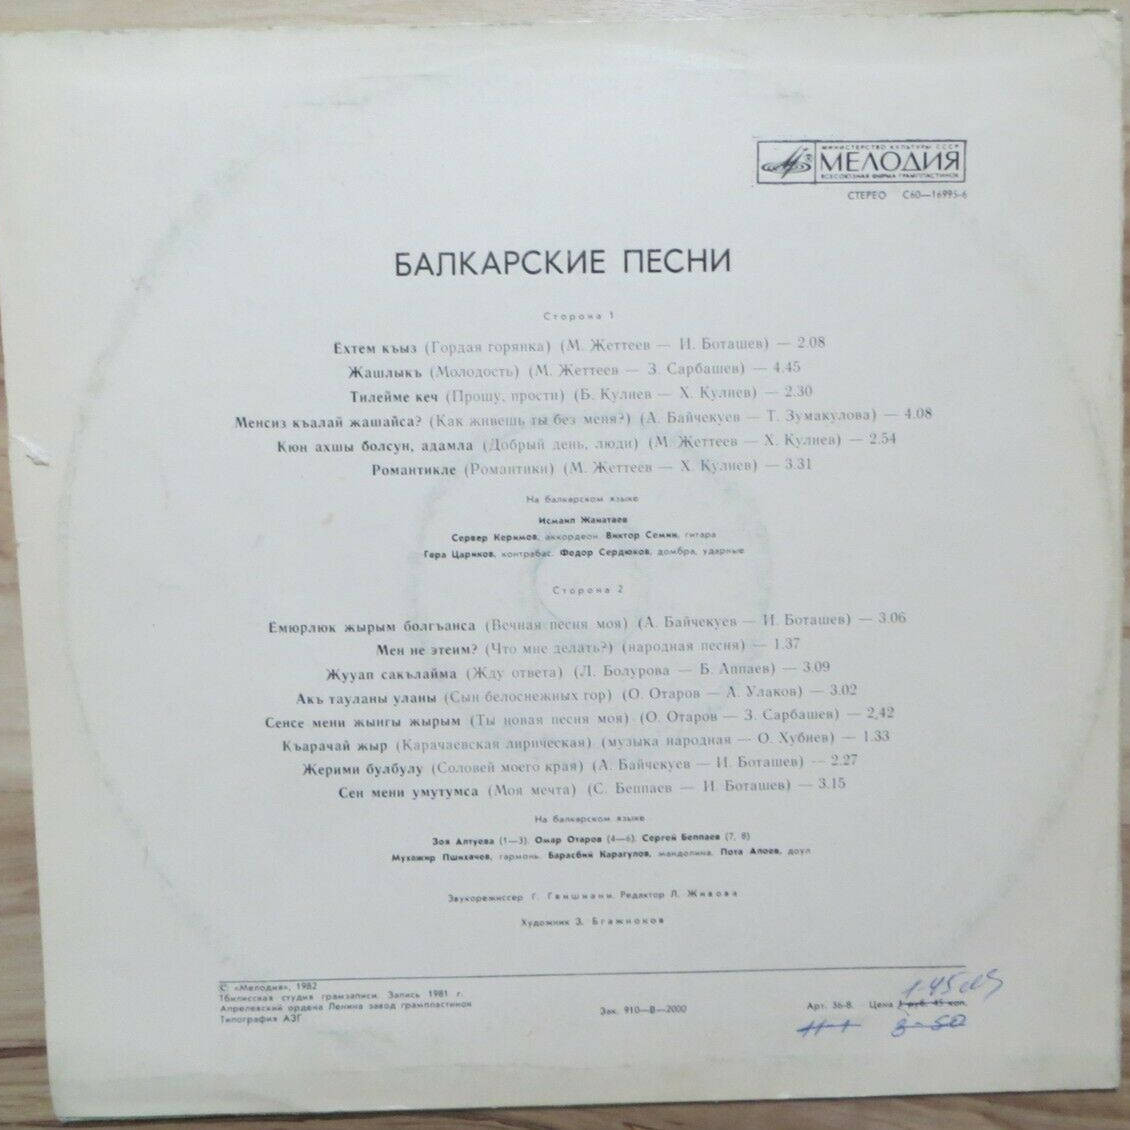 МИНИСТЕРСТВО КУЛЬТУРЫ СССР
МЕЛОДИЯ
ВСЕСОЮЗНАЯ ФИРМА ГРАМПЛАСТИНОК
СТЕРЕО С60—16995-6
БАЛКАРСКИЕ ПЕСНИ
Сторона 1
Ёхтем къыз (Гордая горянка) (М. Жеттеев — И. Боташев) — 2.08
Жашлыкъ (Молодость) (М. Жеттеев — З. Сарбашев) — 4.45
Тилейме кеч (Прошу, прости) (Б. Кулиев — Х. Кулиев) — 2.30
Менсиз къалай жашайса? (Как живешь ты без меня?) (А. Байчекуев — Т. Зумакулова) — 4.08
Кюн ахшы болсун, адамла (Добрый день, люди) (М. Жеттеев — Х. Кулиев) — 2.54
Романтикле (Романтики) (М. Жеттеев — Х. Кулиев) — 3.31
На балкарском языке
Исмаил Жанатаев
Сервер Керимов, аккордеон. Виктор Семин, гитара
Гера Цариков, контрабас. Федор Сердюков, домбра, ударные
Сторона 2
Ёмюрлюк жырым болгъанса (Вечная песня моя) (А. Байчекуев — И. Боташев) — 3.06
Мен не этеим? (Что мне делать?) (народная песня) — 1.37
Жууап сакълайма (Жду ответа) (Л. Болурова — Б. Аппаев) — 3.09
Акъ тауланы уланы (Сын белоснежных гор) (О. Отаров — А. Улаков) — 3.02
Сенсе мени жынгы жырым (Ты новая песня моя) (О. Отаров — З. Сарбашев) — 2,42
Къарачай жыр (Карачаевская лирическая) (музыка народная — О. Хубиев) — 1.33
Жерими булбулу (Соловей моего края) (А. Байчекуев — И. Боташев) — 2.27
Сен мени умутумса (Моя мечта) (С. Беппаев — И. Боташев) — 3.15
На балкарском языке
Зоя Алтуева (1—3). Омар Отаров (4—6). Сергей Беппаев (7, 8)
Мухажир Пшихачев, гармонь. Барасбий Карагулов, мандолина. Пота Алоев, доул
Звукорежиссер Г. Гвишиани. Редактор Л. Живова
Художник З. Бгажноков
© «Мелодия», 1982
Тбилисская студия грамзаписи. Запись 1981 г.
Апрелевский ордена Ленина завод грампластинок
Типография АЗГ
Зак. 910—В—2000
Арт. 36-8. Цена 1 руб. 45 коп.
3-50